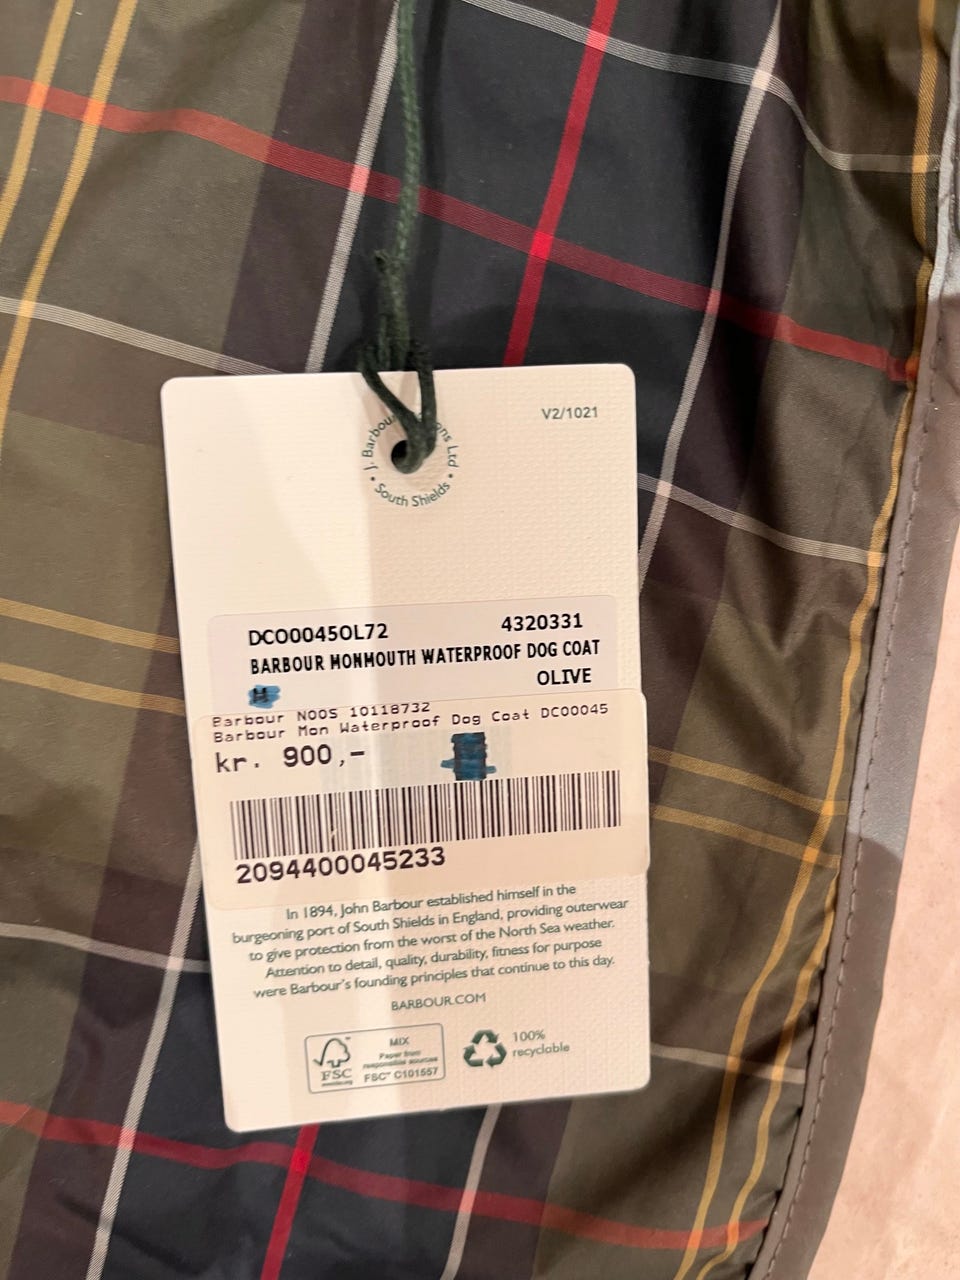 V2/1021
J. Barbour ons Ltd • South Shields •
DCO0045OL72 4320331
BARBOUR MONMOUTH WATERPROOF DOG COAT
OLIVE
Barbour NOOS 10118732
Barbour Mon Waterproof Dog Coat DCO0045
kr. 900,-
2094400045233
In 1894, John Barbour established himself in the
burgeoning port of South Shields in England, providing outerwear
to give protection from the worst of the North Sea weather.
Attention to detail, quality, durability, fitness for purpose
were Barbour's founding principles that continue to this day.
BARBOUR.COM
FSC
MIX
Paper from
responsible sources
FSC™ C101557
100%
recyclable